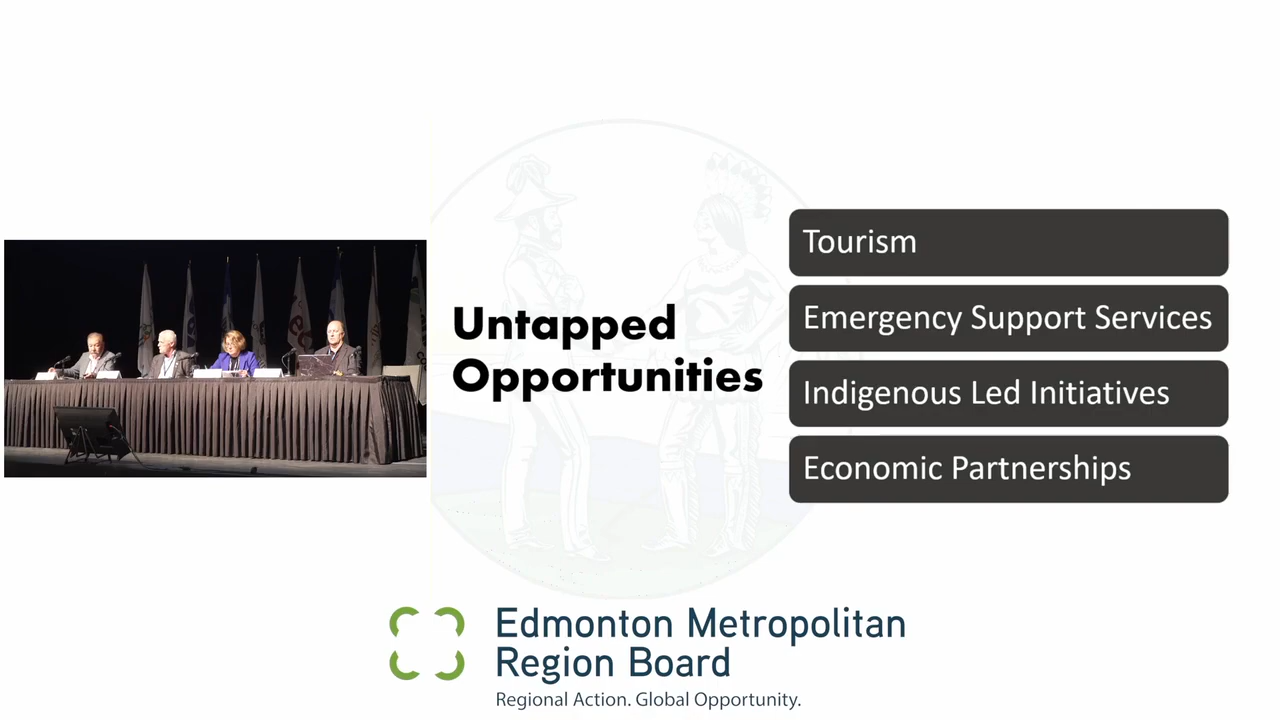 Untapped
Opportunities
Tourism
Emergency Support Services
Indigenous Led Initiatives
Economic Partnerships
Edmonton Metropolitan
Region Board
Regional Action. Global Opportunity.